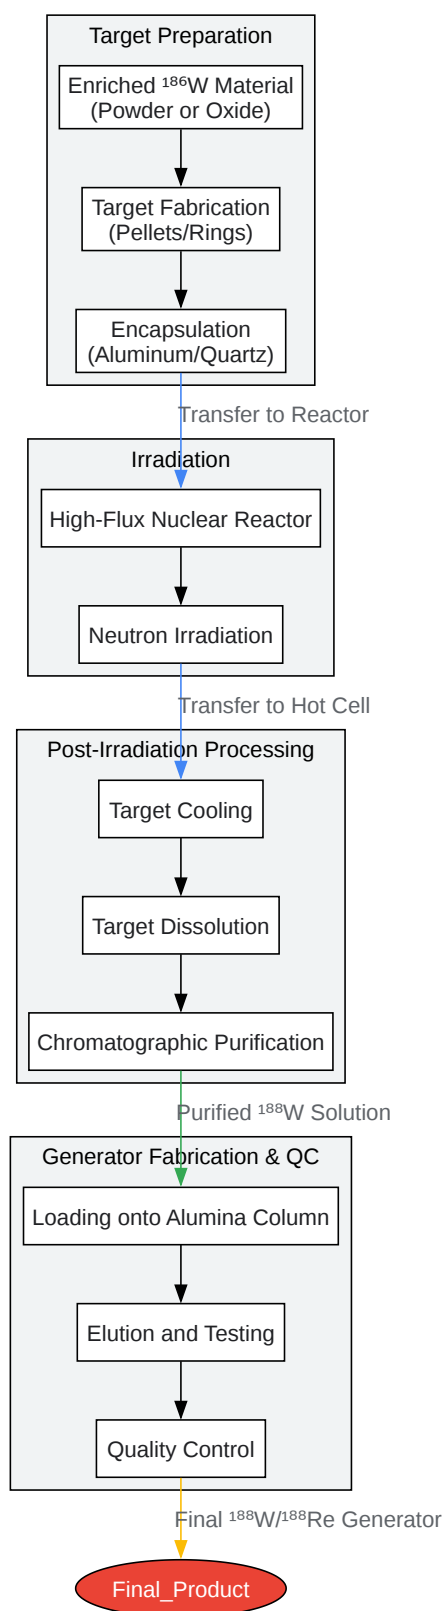 Target Preparation
Enriched ¹⁸⁶W Material
(Powder or Oxide)
Target Fabrication
(Pellets/Rings)
Encapsulation
(Aluminum/Quartz)
Transfer to Reactor
Irradiation
High-Flux Nuclear Reactor
Neutron Irradiation
Transfer to Hot Cell
Post-Irradiation Processing
Target Cooling
Target Dissolution
Chromatographic Purification
Purified ¹⁸⁸W Solution
Generator Fabrication & QC
Loading onto Alumina Column
Elution and Testing
Quality Control
Final ¹⁸⁸W/¹⁸⁸Re Generator
Final_Product